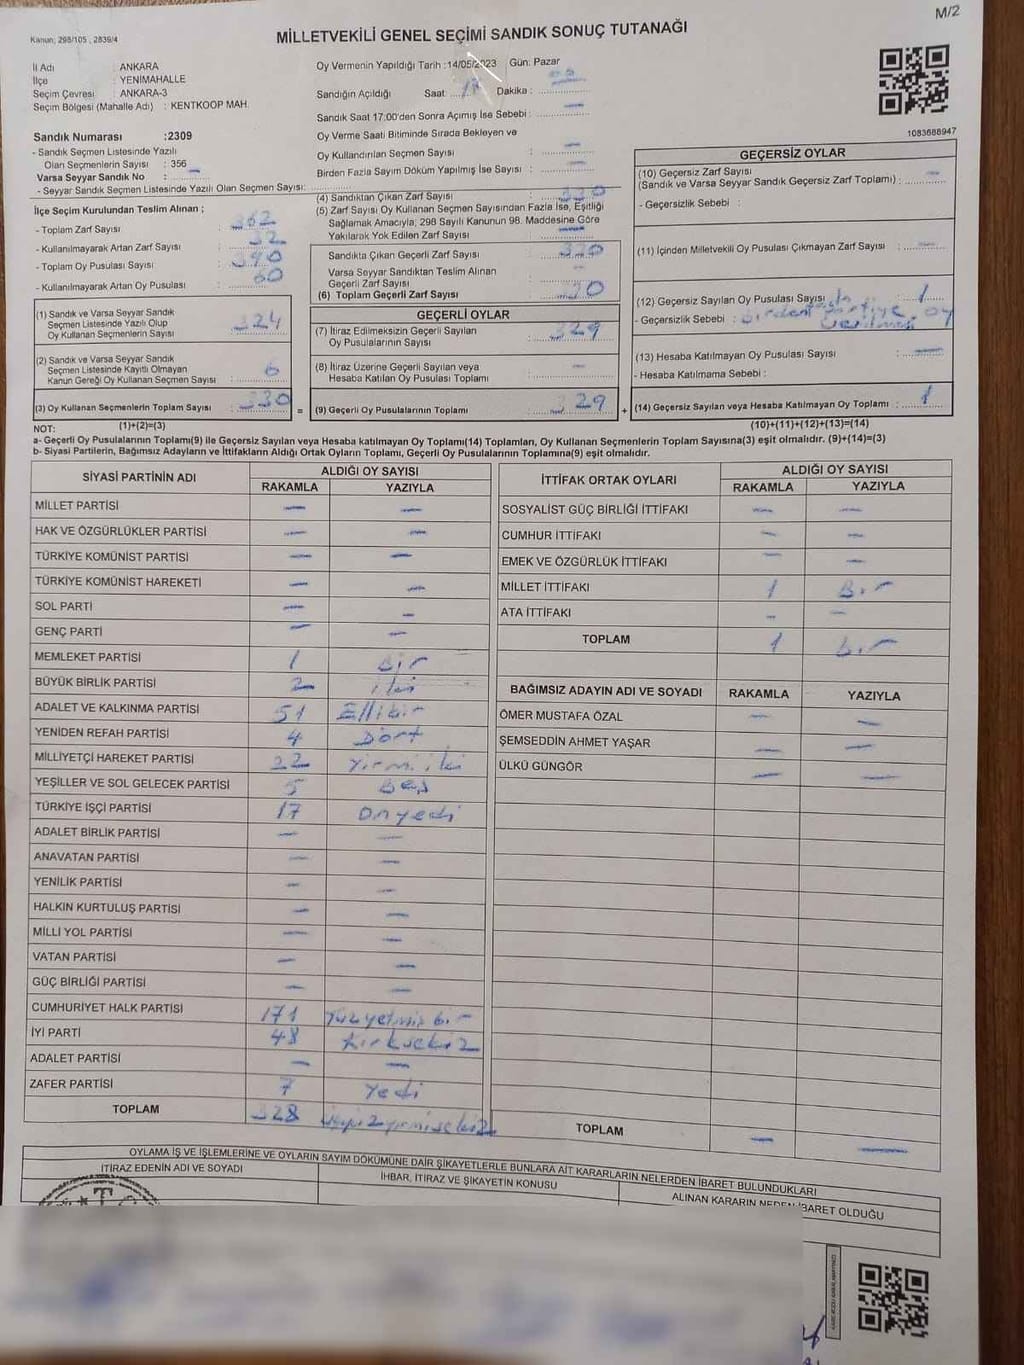 M/2
Kanun; 298/105 , 2839/4
MİLLETVEKİLİ GENEL SEÇİMİ SANDIK SONUÇ TUTANAĞI
İl Adı : ANKARA
İlçe : YENİMAHALLE
Seçim Çevresi : ANKARA-3
Seçim Bölgesi (Mahalle Adı) : KENTKOOP MAH.
Sandık Numarası :2309
- Sandık Seçmen Listesinde Yazılı
Olan Seçmenlerin Sayısı : 356
Varsa Seyyar Sandık No : —
- Seyyar Sandık Seçmen Listesinde Yazılı Olan Seçmen Sayısı:
Oy Vermenin Yapıldığı Tarih :14/05/2023 Gün: Pazar
Sandığın Açıldığı Saat : 17 Dakika :
Sandık Saat 17:00'den Sonra Açımış İse Sebebi : —
Oy Verme Saati Bitiminde Sırada Bekleyen ve
Oy Kullandırılan Seçmen Sayısı : —
Birden Fazla Sayım Döküm Yapılmış İse Sayısı : —
1083688947
İlçe Seçim Kurulundan Teslim Alınan ;
- Toplam Zarf Sayısı : 362
- Kullanılmayarak Artan Zarf Sayısı : 32
- Toplam Oy Pusulası Sayısı : 390
- Kullanılmayarak Artan Oy Pusulası : 60
(4) Sandıktan Çıkan Zarf Sayısı : 330
(5) Zarf Sayısı Oy Kullanan Seçmen Sayısından Fazla İse, Eşitliği
Sağlamak Amacıyla; 298 Sayılı Kanunun 98. Maddesine Göre
Yakılarak Yok Edilen Zarf Sayısı : —
Sandıkta Çıkan Geçerli Zarf Sayısı : 330
Varsa Seyyar Sandıktan Teslim Alınan
Geçerli Zarf Sayısı : —
(6) Toplam Geçerli Zarf Sayısı : 330
GEÇERSİZ OYLAR
(10) Geçersiz Zarf Sayısı
(Sandık ve Varsa Seyyar Sandık Geçersiz Zarf Toplamı) : —
- Geçersizlik Sebebi :
(11) İçinden Milletvekili Oy Pusulası Çıkmayan Zarf Sayısı : —
(12) Geçersiz Sayılan Oy Pusulası Sayısı : 1
- Geçersizlik Sebebi : Birden partiye oy
verilmesi
(13) Hesaba Katılmayan Oy Pusulası Sayısı : —
- Hesaba Katılmama Sebebi :
(14) Geçersiz Sayılan veya Hesaba Katılmayan Oy Toplamı : 1
(10)+(11)+(12)+(13)=(14)
(1) Sandık ve Varsa Seyyar Sandık
Seçmen Listesinde Yazılı Olup
Oy Kullanan Seçmenlerin Sayısı : 324
(2) Sandık ve Varsa Seyyar Sandık
Seçmen Listesinde Kayıtlı Olmayan
Kanun Gereği Oy Kullanan Seçmen Sayısı : 6
(3) Oy Kullanan Seçmenlerin Toplam Sayısı : 330 =
(1)+(2)=(3)
GEÇERLİ OYLAR
(7) İtiraz Edilmeksizin Geçerli Sayılan
Oy Pusulalarının Sayısı : 329
(8) İtiraz Üzerine Geçerli Sayılan veya
Hesaba Katılan Oy Pusulası Toplamı : —
(9) Geçerli Oy Pusulalarının Toplamı : 329 +
NOT:
a- Geçerli Oy Pusulalarının Toplamı(9) ile Geçersiz Sayılan veya Hesaba katılmayan Oy Toplamı(14) Toplamları, Oy Kullanan Seçmenlerin Toplam Sayısına(3) eşit olmalıdır. (9)+(14)=(3)
b- Siyasi Partilerin, Bağımsız Adayların ve İttifakların Aldığı Ortak Oyların Toplamı, Geçerli Oy Pusulalarının Toplamına(9) eşit olmalıdır.
SİYASİ PARTİNİN ADI ALDIĞI OY SAYISI
RAKAMLA YAZIYLA
MİLLET PARTİSİ — —
HAK VE ÖZGÜRLÜKLER PARTİSİ — —
TÜRKİYE KOMÜNİST PARTİSİ — —
TÜRKİYE KOMÜNİST HAREKETİ — —
SOL PARTİ — —
GENÇ PARTİ — —
MEMLEKET PARTİSİ 1 Bir
BÜYÜK BİRLİK PARTİSİ 2 iki
ADALET VE KALKINMA PARTİSİ 51 Ellibir
YENİDEN REFAH PARTİSİ 4 Dört
MİLLİYETÇİ HAREKET PARTİSİ 22 Yirmi iki
YEŞİLLER VE SOL GELECEK PARTİSİ 5 Beş
TÜRKİYE İŞÇİ PARTİSİ 17 Onyedi
ADALET BİRLİK PARTİSİ — —
ANAVATAN PARTİSİ — —
YENİLİK PARTİSİ — —
HALKIN KURTULUŞ PARTİSİ — —
MİLLİ YOL PARTİSİ — —
VATAN PARTİSİ — —
GÜÇ BİRLİĞİ PARTİSİ — —
CUMHURİYET HALK PARTİSİ 171 Yüzyetmiş bir
İYİ PARTİ 48 kırksekiz
ADALET PARTİSİ — —
ZAFER PARTİSİ 7 Yedi
TOPLAM 328 üçyüzyirmisekiz
İTTİFAK ORTAK OYLARI ALDIĞI OY SAYISI
RAKAMLA YAZIYLA
SOSYALİST GÜÇ BİRLİĞİ İTTİFAKI — —
CUMHUR İTTİFAKI — —
EMEK VE ÖZGÜRLÜK İTTİFAKI — —
MİLLET İTTİFAKI 1 Bir
ATA İTTİFAKI — —
TOPLAM 1 bir
BAĞIMSIZ ADAYIN ADI VE SOYADI RAKAMLA YAZIYLA
ÖMER MUSTAFA ÖZAL — —
ŞEMSEDDİN AHMET YAŞAR — —
ÜLKÜ GÜNGÖR — —
TOPLAM — —
OYLAMA İŞ VE İŞLEMLERİNE VE OYLARIN SAYIM DÖKÜMÜNE DAİR ŞİKAYETLERLE BUNLARA AİT KARARLARIN NELERDEN İBARET BULUNDUKLARI
İTİRAZ EDENİN ADI VE SOYADI İHBAR, İTİRAZ VE ŞİKAYETİN KONUSU ALINAN KARARIN NEDEN İBARET OLDUĞU
T